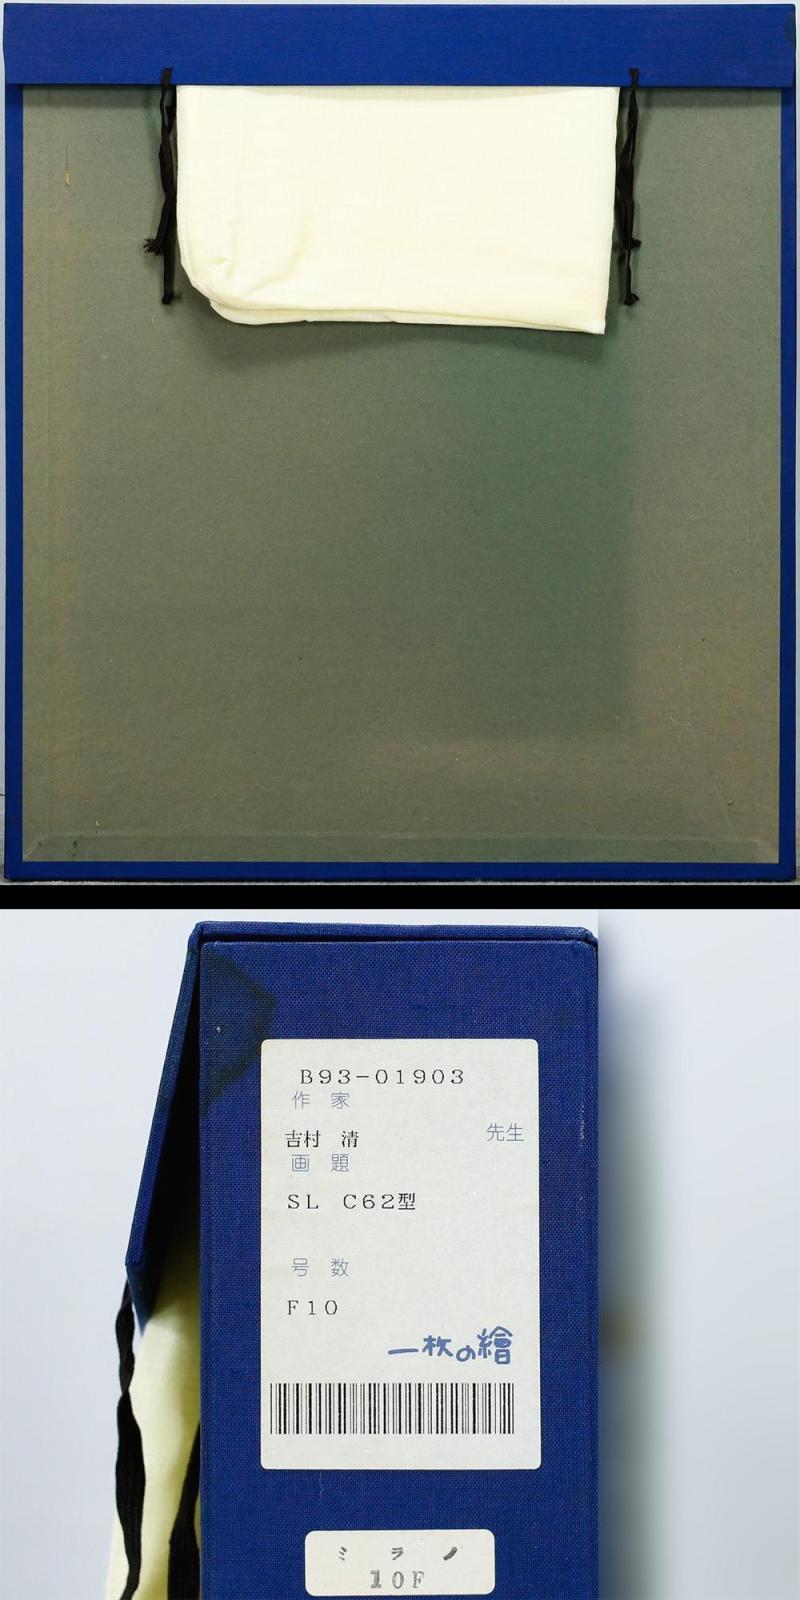 B93-01903
作 家
吉村 清 先生
画 題
SL C62型
号 数
F10
一枚の繪
ミ ラ ノ
10F